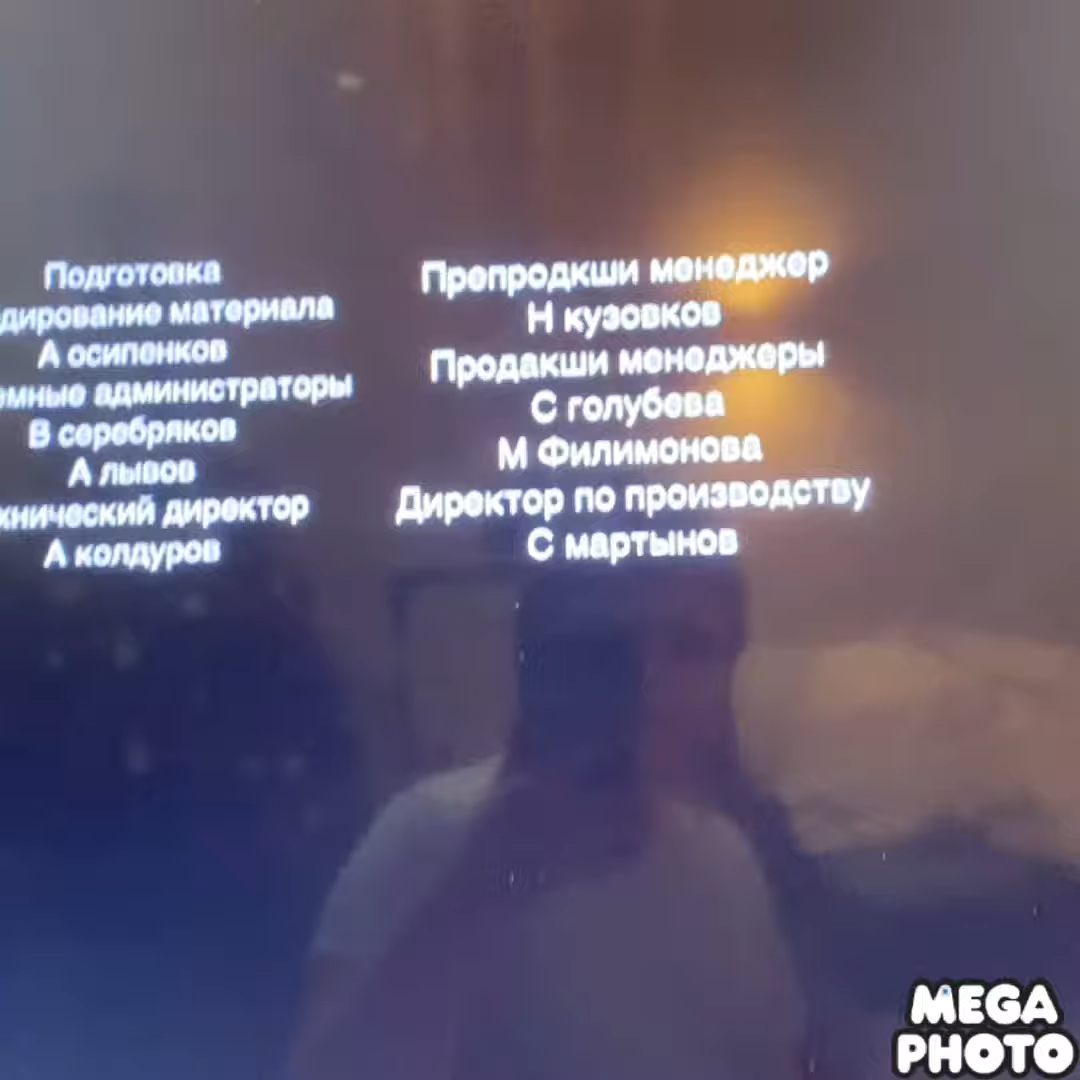 Подготовка
дирование материала
А осипенков
емные администраторы
В серебряков
А лывов
хнический директор
А колдуров
Препродкши менеджер
Н кузовков
Продакши менеджеры
С голубева
М Филимонова
Директор по производству
С мартынов
MEGA
PHOTO